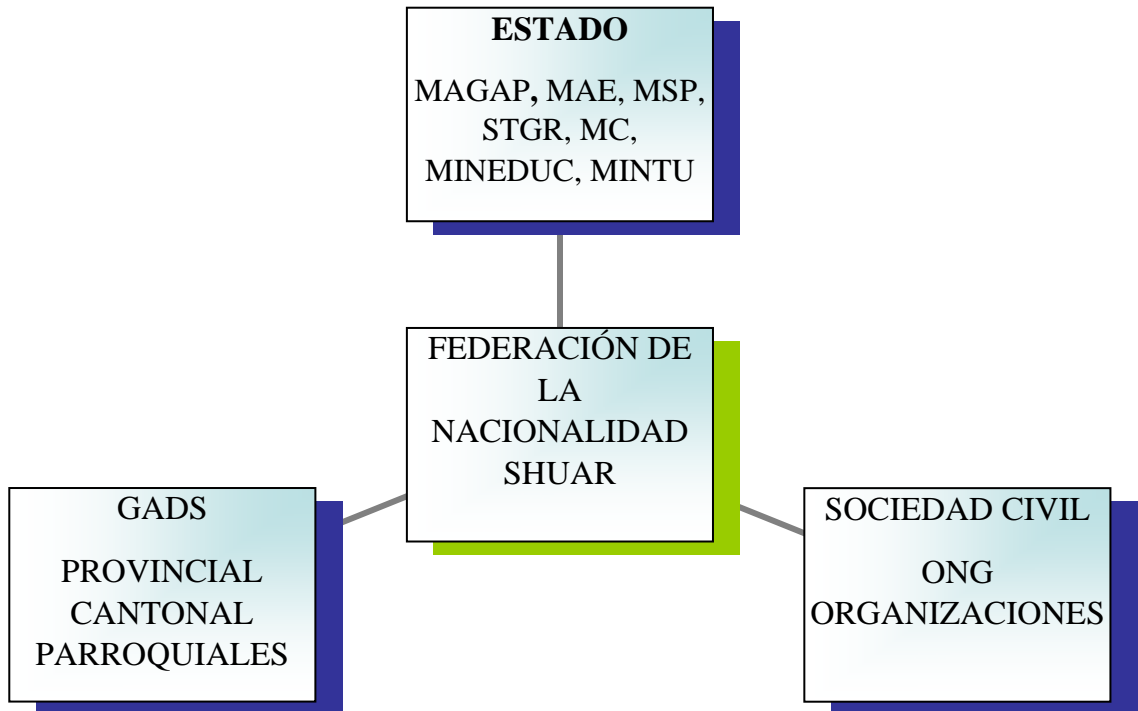 ESTADO
MAGAP, MAE, MSP,
STGR, MC,
MINEDUC, MINTU
FEDERACIÓN DE
LA
NACIONALIDAD
SHUAR
GADS
PROVINCIAL
CANTONAL
PARROQUIALES
SOCIEDAD CIVIL
ONG
ORGANIZACIONES